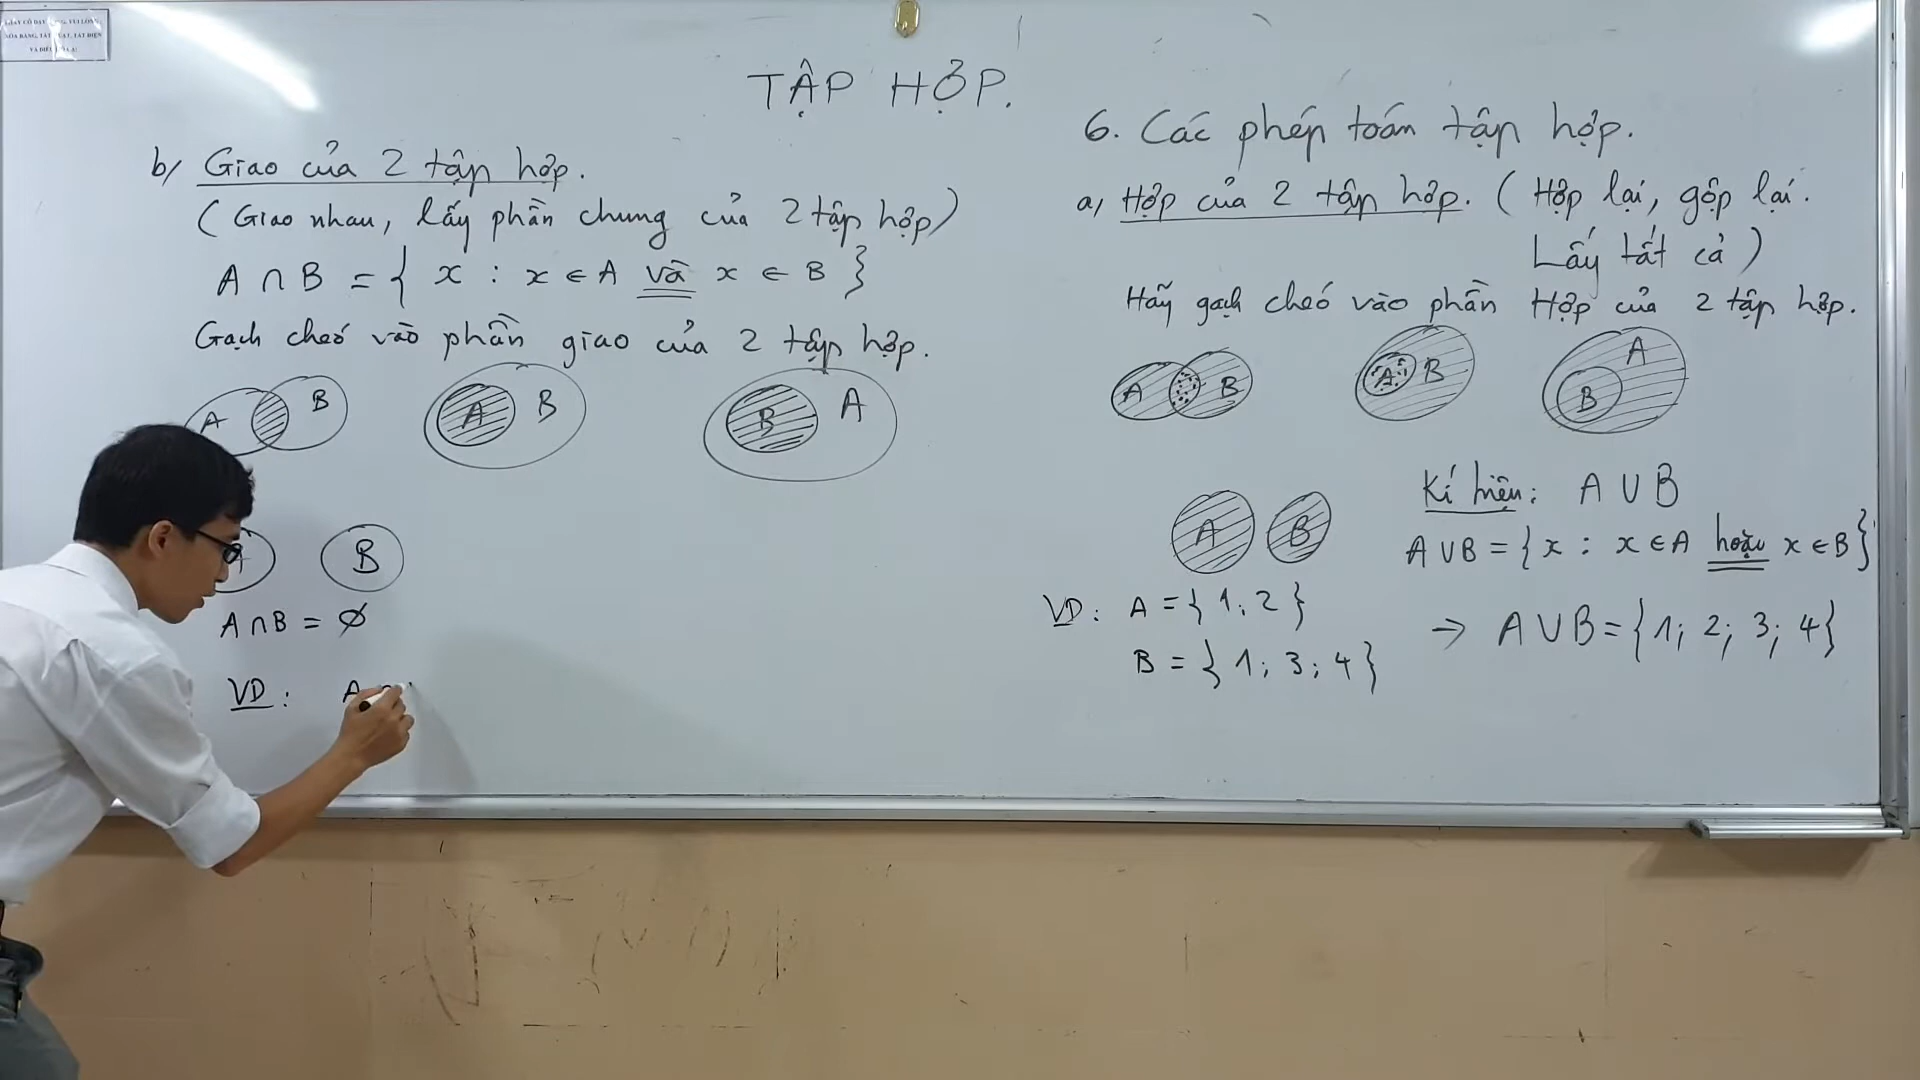 TẬP HỢP.
6. Các phép toán tập hợp.
a, Hợp của 2 tập hợp. ( Hợp lại, gộp lại.
Lấy tất cả )
Hãy gạch chéo vào phần Hợp của 2 tập hợp.
A B
A B
A
B
A B
Kí hiệu: A ∪ B
A ∪ B = { x : x ∈ A hoặc x ∈ B }
VD: A = { 1; 2 }
B = { 1; 3; 4 }
→ A ∪ B = { 1; 2; 3; 4 }
b/ Giao của 2 tập hợp.
( Giao nhau, lấy phần chung của 2 tập hợp )
A ∩ B = { x : x ∈ A và x ∈ B }
Gạch chéo vào phần giao của 2 tập hợp.
A B
A B
B A
A B
A ∩ B = ∅
VD: A